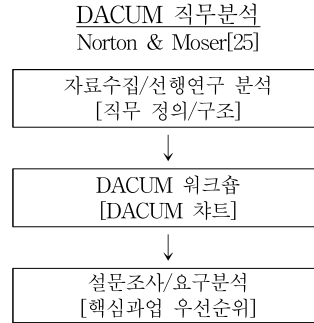 DACUM 직무분석
Norton & Moser[25]
자료수집/선행연구 분석
[직무 정의/구조]
DACUM 워크숍
[DACUM 챠트]
설문조사/요구분석
[핵심과업 우선순위]